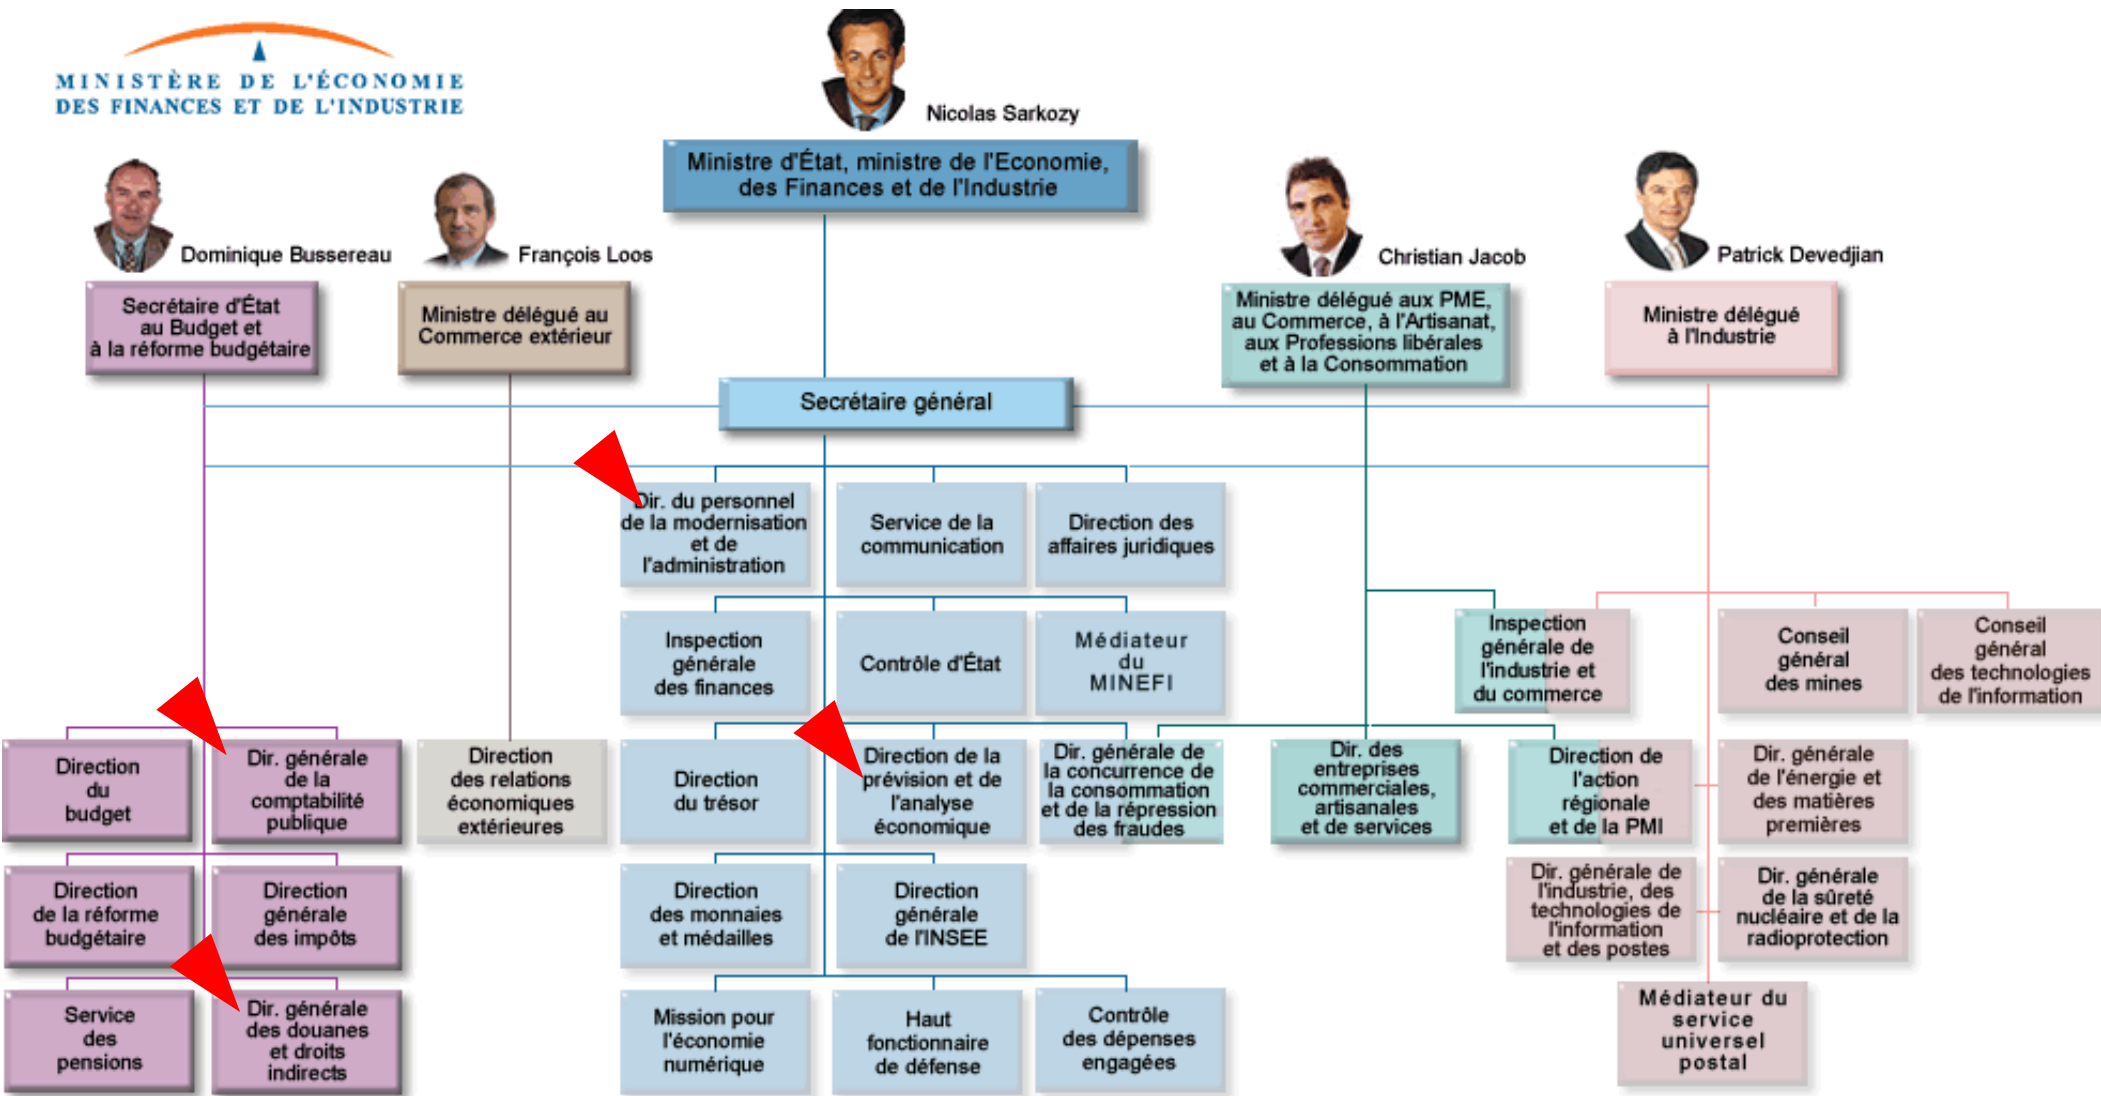 MINISTÈRE DE L'ÉCONOMIE
DES FINANCES ET DE L'INDUSTRIE
Nicolas Sarkozy
Ministre d'État, ministre de l'Economie,
des Finances et de l'Industrie
Dominique Bussereau
Secrétaire d'État
au Budget et
à la réforme budgétaire
François Loos
Ministre délégué au
Commerce extérieur
Christian Jacob
Ministre délégué aux PME,
au Commerce, à l'Artisanat,
aux Professions libérales
et à la Consommation
Patrick Devedjian
Ministre délégué
à l'Industrie
Secrétaire général
Dir. du personnel
de la modernisation
et de
l'administration
Service de la
communication
Direction des
affaires juridiques
Inspection
générale
des finances
Contrôle d'État
Médiateur
du
MINEFI
Inspection
générale de
l'industrie et
du commerce
Conseil
général
des mines
Conseil
général
des technologies
de l'information
Direction
du
budget
Dir. générale
de la
comptabilité
publique
Direction
des relations
économiques
extérieures
Direction
du trésor
Direction de la
prévision et de
l'analyse
économique
Dir. générale de
la concurrence de
la consommation
et de la répression
des fraudes
Dir. des
entreprises
commerciales,
artisanales
et de services
Direction de
l'action
régionale
et de la PMI
Dir. générale
de l'énergie et
des matières
premières
Direction
de la réforme
budgétaire
Direction
générale
des impôts
Direction
des monnaies
et médailles
Direction
générale
de l'INSEE
Dir. générale de
l'industrie, des
technologies de
l'information
et des postes
Dir. générale
de la sûreté
nucléaire et de la
radioprotection
Service
des
pensions
Dir. générale
des douanes
et droits
indirects
Mission pour
l'économie
numérique
Haut
fonctionnaire
de défense
Contrôle
des dépenses
engagées
Médiateur du
service
universel
postal